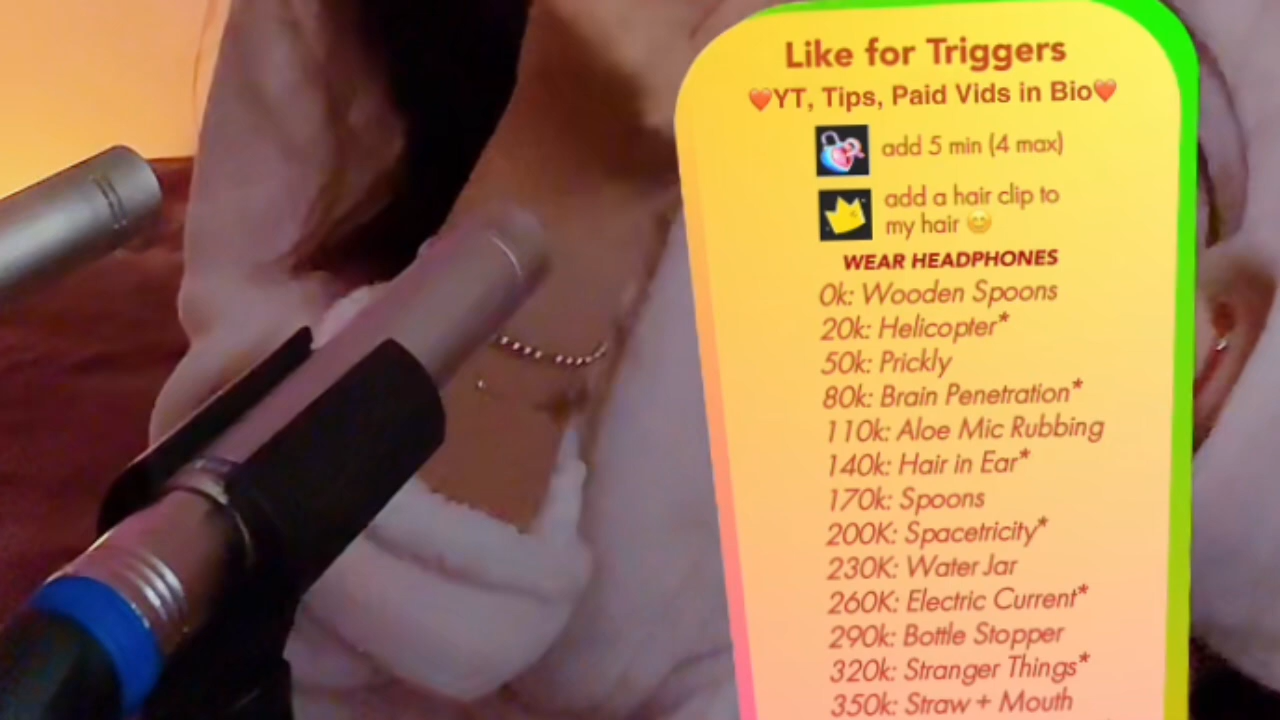 Like for Triggers
❤️YT, Tips, Paid Vids in Bio❤️
add 5 min (4 max)
add a hair clip to
my hair 😊
WEAR HEADPHONES
0k: Wooden Spoons
20k: Helicopter*
50k: Prickly
80k: Brain Penetration*
110k: Aloe Mic Rubbing
140k: Hair in Ear*
170k: Spoons
200K: Spacetricity*
230K: Water Jar
260K: Electric Current*
290k: Bottle Stopper
320k: Stranger Things*
350k: Straw + Mouth